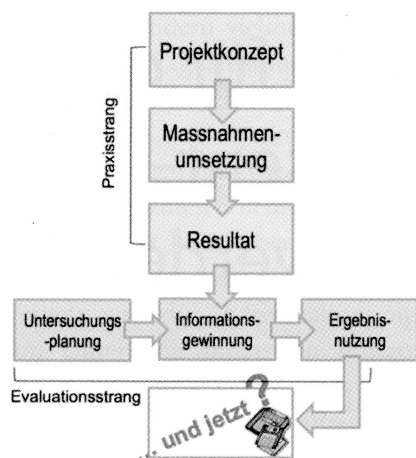 Projektkonzept
Praxisstrang
Massnahmen-
umsetzung
Resultat
Untersuchungs
-planung
Informations-
gewinnung
Ergebnis-
nutzung
Evaluationsstrang
... und jetzt ?